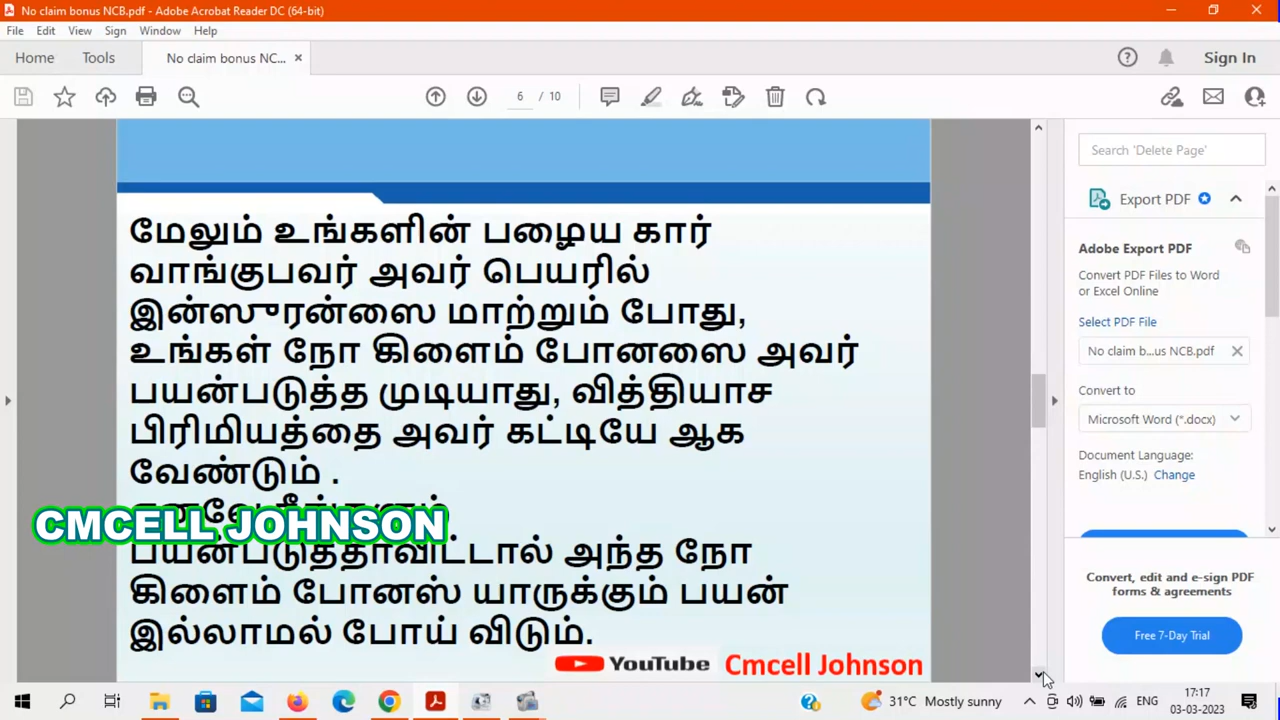 No claim bonus NCB.pdf - Adobe Acrobat Reader DC (64-bit)
File Edit View Sign Window Help
Home Tools No claim bonus NC... × Sign In
6 / 10
Search 'Delete Page'
Export PDF
Adobe Export PDF
Convert PDF Files to Word
or Excel Online
Select PDF File
No claim b...us NCB.pdf
Convert to
Microsoft Word (*.docx)
Document Language:
English (U.S.) Change
Convert, edit and e-sign PDF
forms & agreements
Free 7-Day Trial
மேலும் உங்களின் பழைய கார்
வாங்குபவர் அவர் பெயரில்
இன்ஸுரன்ஸை மாற்றும் போது,
உங்கள் நோ கிளைம் போனஸை அவர்
பயன்படுத்த முடியாது, வித்தியாச
பிரிமியத்தை அவர் கட்டியே ஆக
வேண்டும் .
பயன்படுத்தாவிட்டால் அந்த நோ
கிளைம் போனஸ் யாருக்கும் பயன்
இல்லாமல் போய் விடும்.
CMCELL JOHNSON
YouTube Cmcell Johnson
31°C Mostly sunny ENG 17:17
03-03-2023